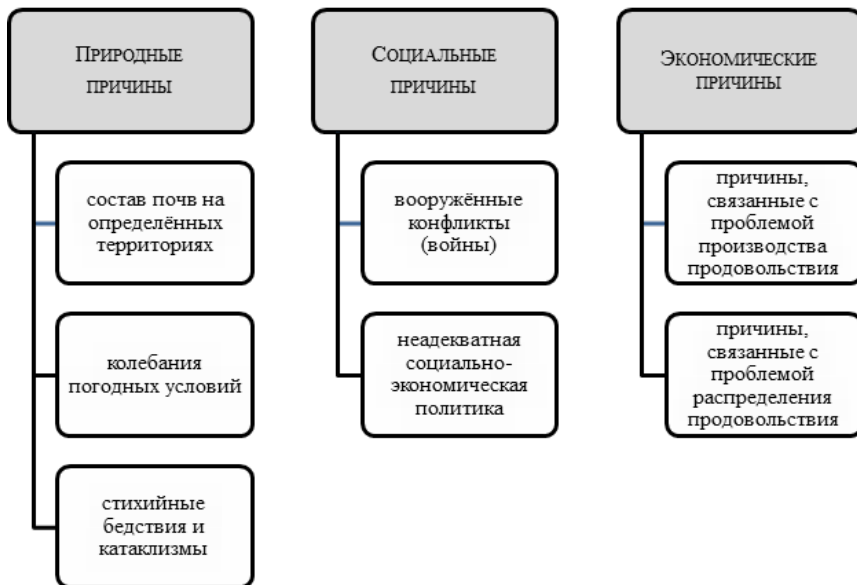 ПРИРОДНЫЕ
ПРИЧИНЫ
состав почв на
определённых
территориях
колебания
погодных условий
стихийные
бедствия и
катаклизмы
СОЦИАЛЬНЫЕ
ПРИЧИНЫ
вооружённые
конфликты
(войны)
неадекватная
социально-
экономическая
политика
ЭКОНОМИЧЕСКИЕ
ПРИЧИНЫ
причины,
связанные с
проблемой
производства
продовольствия
причины,
связанные с
проблемой
распределения
продовольствия